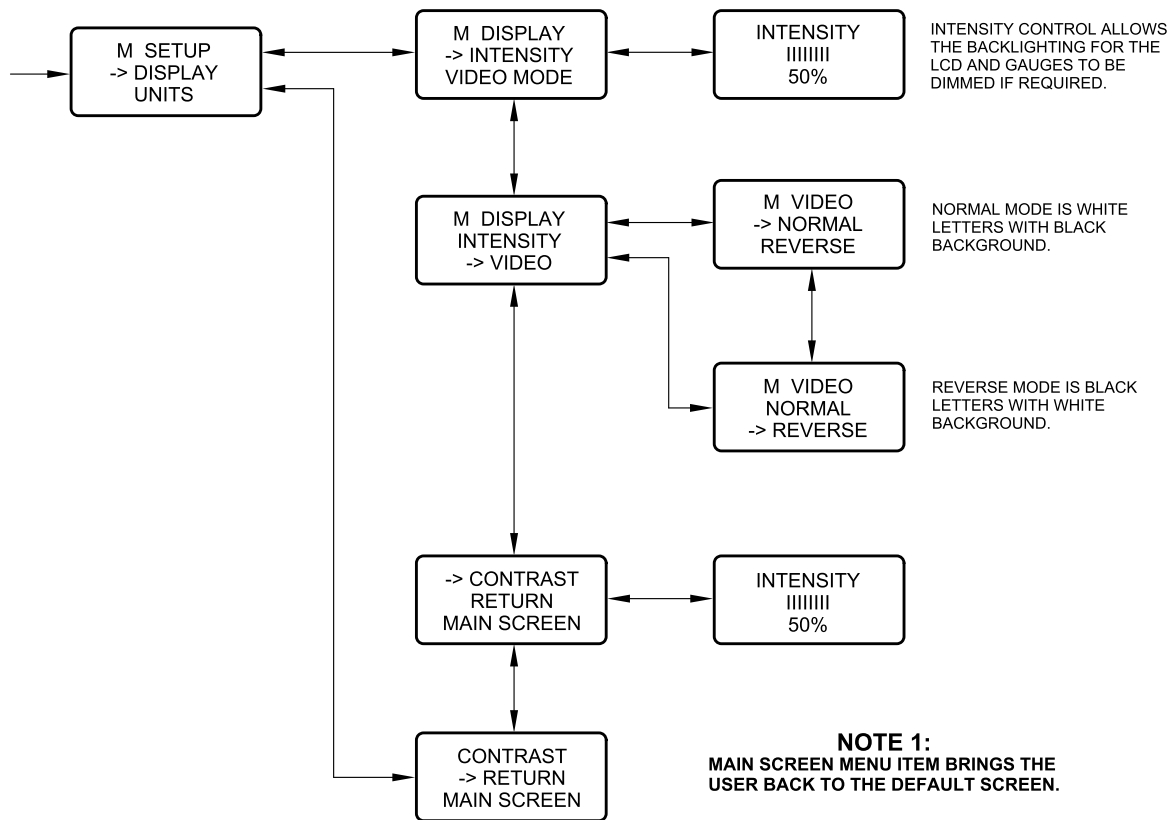 M SETUP
-> DISPLAY
UNITS
M DISPLAY
-> INTENSITY
VIDEO MODE
INTENSITY
IIIIIIII
50%
INTENSITY CONTROL ALLOWS
THE BACKLIGHTING FOR THE
LCD AND GAUGES TO BE
DIMMED IF REQUIRED.
M DISPLAY
INTENSITY
-> VIDEO
M VIDEO
-> NORMAL
REVERSE
NORMAL MODE IS WHITE
LETTERS WITH BLACK
BACKGROUND.
M VIDEO
NORMAL
-> REVERSE
REVERSE MODE IS BLACK
LETTERS WITH WHITE
BACKGROUND.
-> CONTRAST
RETURN
MAIN SCREEN
INTENSITY
IIIIIIII
50%
CONTRAST
-> RETURN
MAIN SCREEN
NOTE 1:
MAIN SCREEN MENU ITEM BRINGS THE
USER BACK TO THE DEFAULT SCREEN.